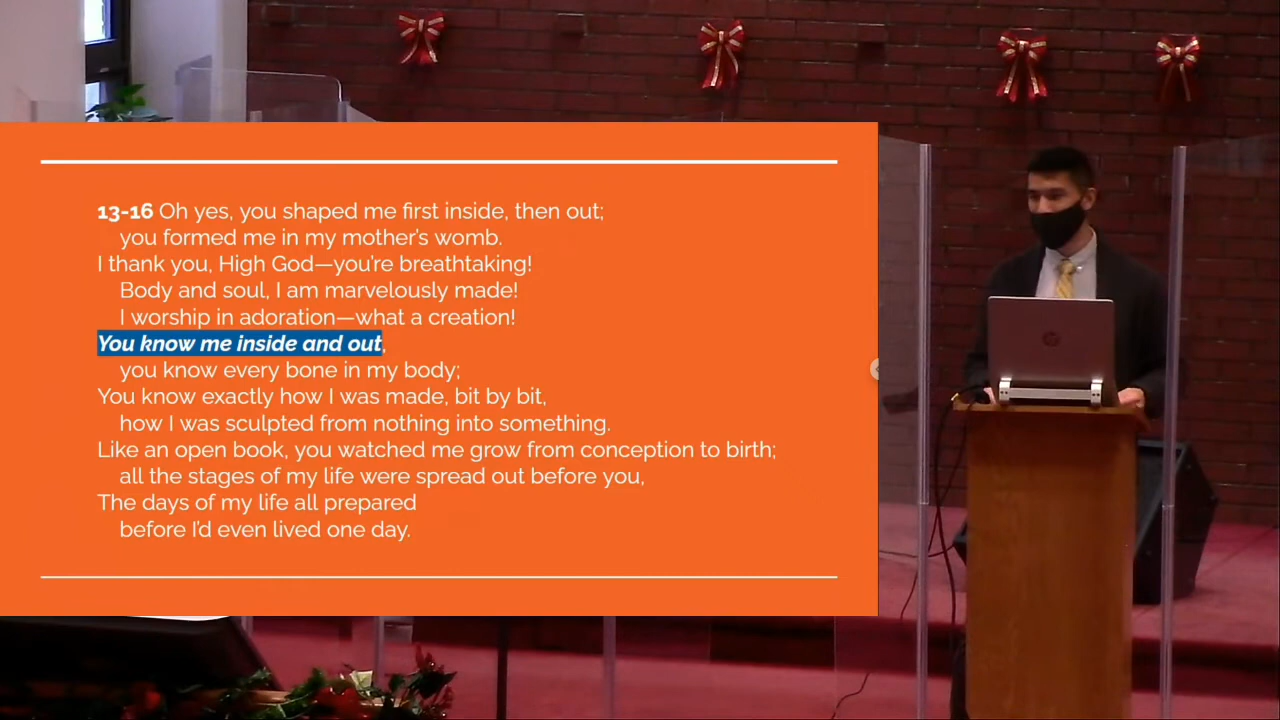 13-16 Oh yes, you shaped me first inside, then out;
you formed me in my mother's womb.
I thank you, High God—you're breathtaking!
Body and soul, I am marvelously made!
I worship in adoration—what a creation!
You know me inside and out,
you know every bone in my body;
You know exactly how I was made, bit by bit,
how I was sculpted from nothing into something.
Like an open book, you watched me grow from conception to birth;
all the stages of my life were spread out before you,
The days of my life all prepared
before I'd even lived one day.